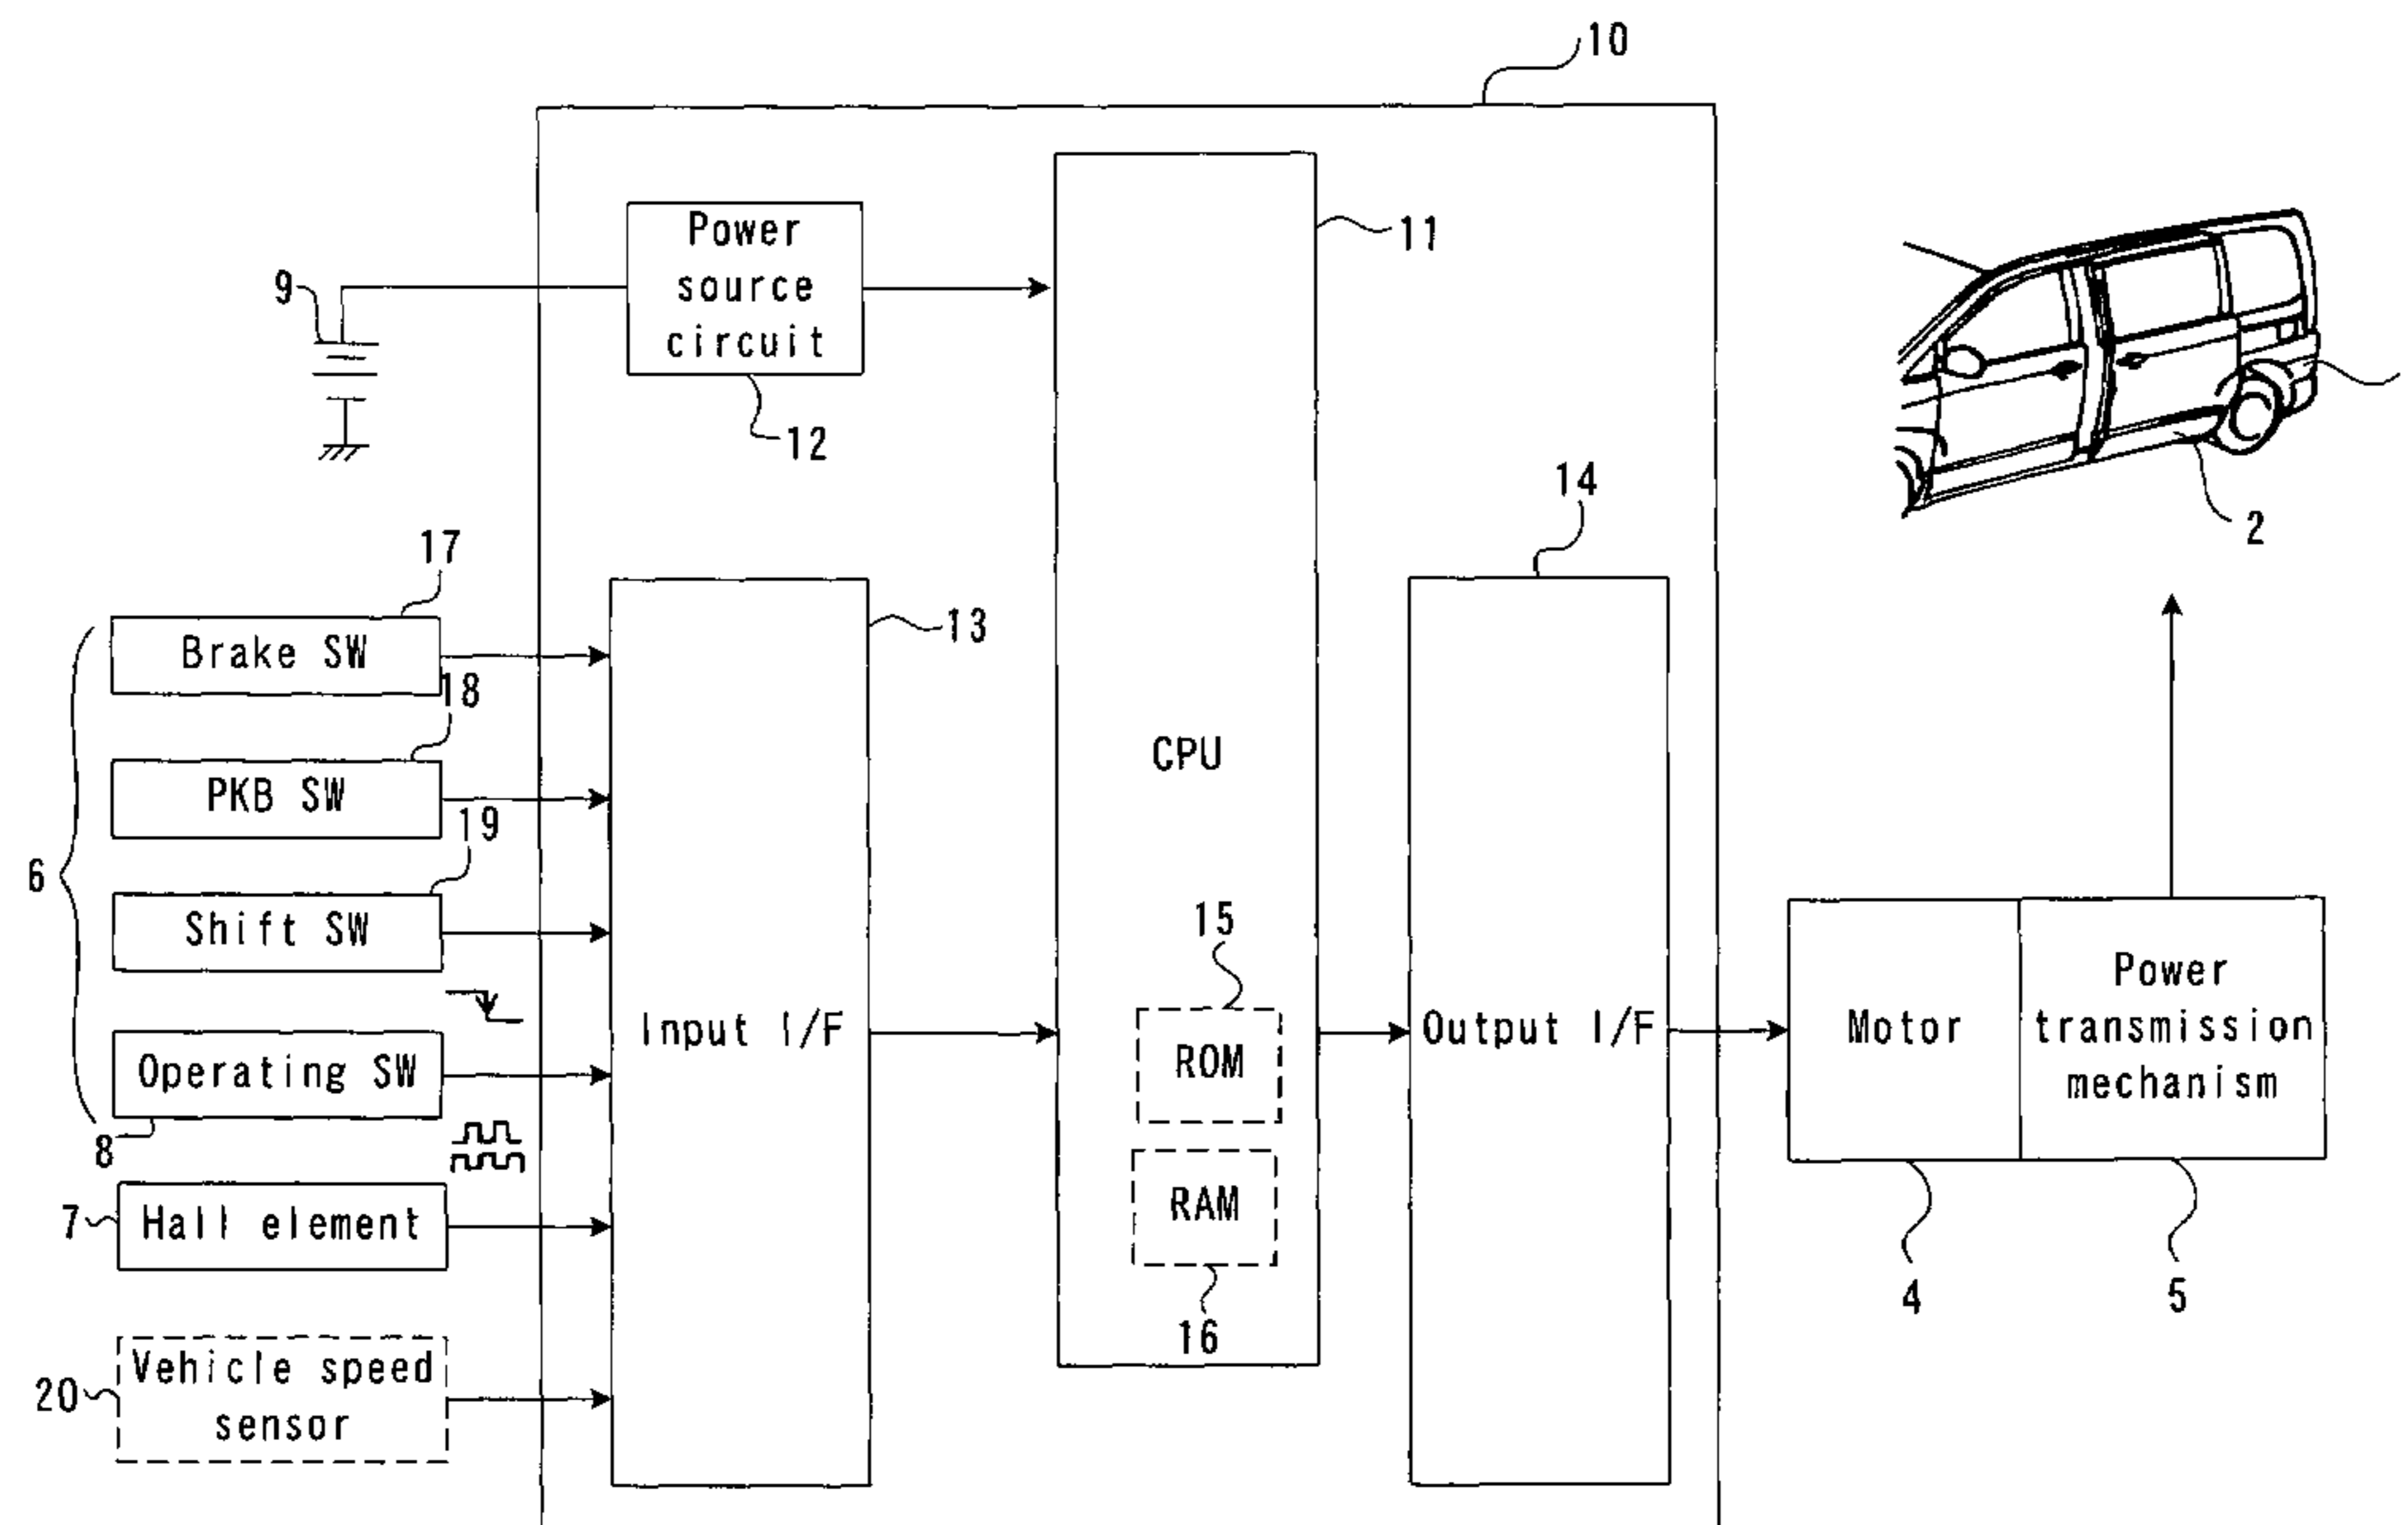 10
11
Power
source
circuit
9
12
14
2
17
13
Brake SW
18
PKB SW
CPU
19
6
Shift SW
15
Input I/F
Output I/F
Motor
Power
transmission
mechanism
ROM
Operating SW
8
RAM
7
Hall element
4
5
16
Vehicle speed
sensor
20